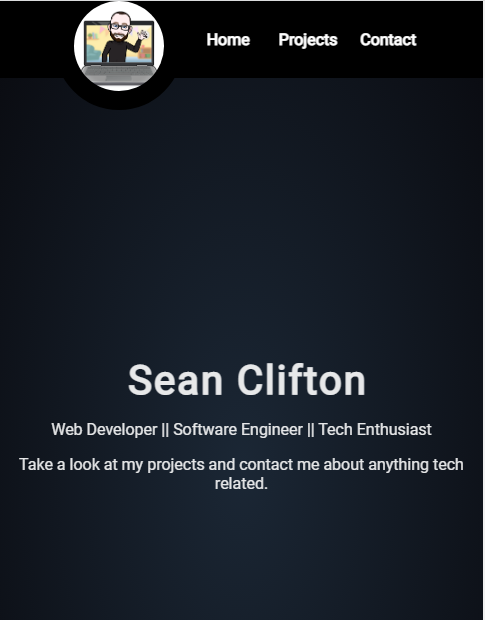 Home Projects Contact
Sean Clifton
Web Developer || Software Engineer || Tech Enthusiast
Take a look at my projects and contact me about anything tech
related.